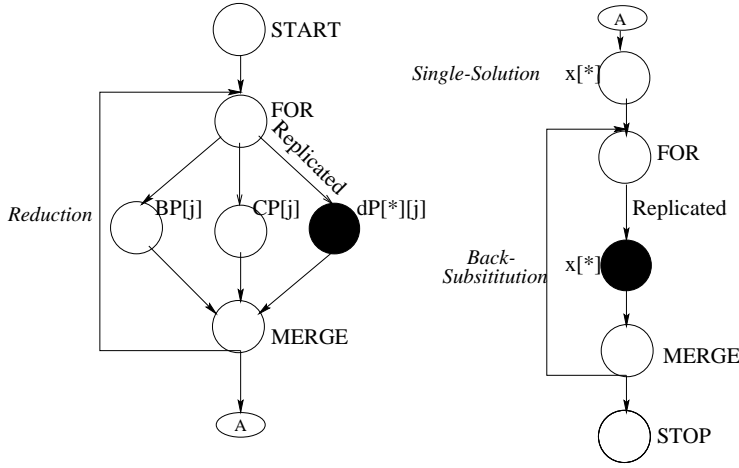 START
FOR
Replicated
BP[j]
CP[j]
dP[*][j]
Reduction
MERGE
A
A
Single-Solution
x[*]
FOR
Replicated
Back-
Subsititution
x[*]
MERGE
STOP